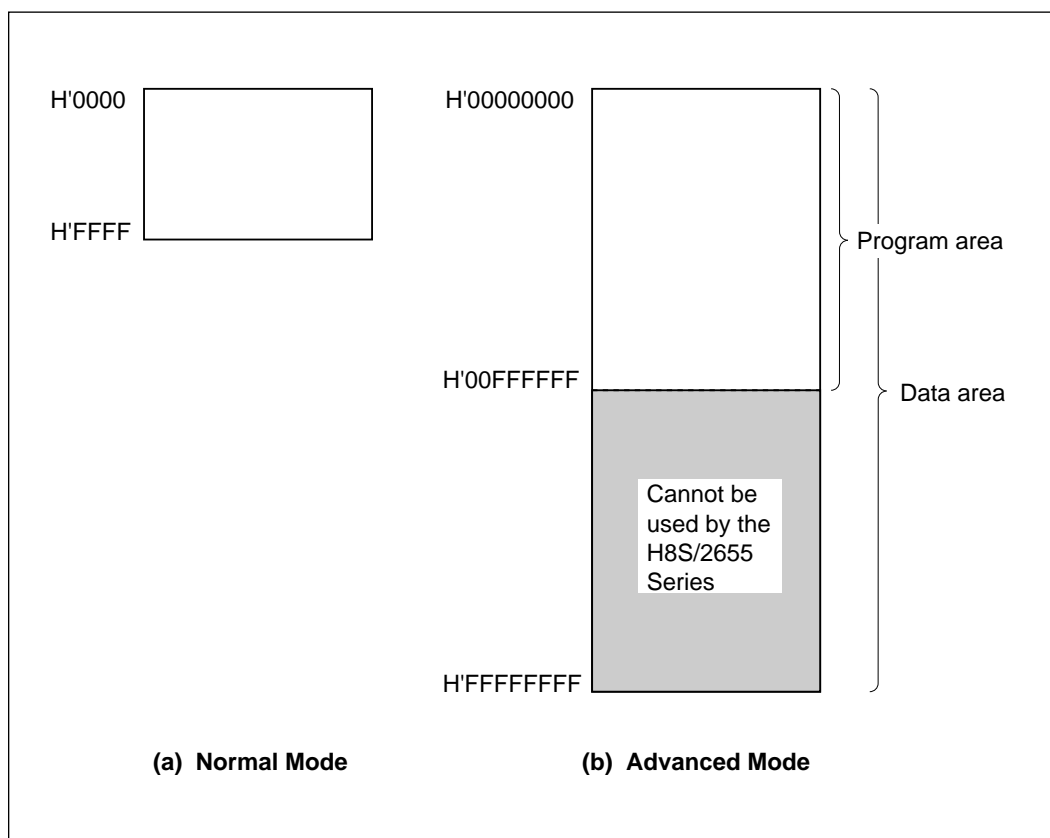 H'0000
H'FFFF
(a) Normal Mode
H'00000000
H'00FFFFFF
H'FFFFFFFF
Program area
Data area
Cannot be
used by the
H8S/2655
Series
(b) Advanced Mode